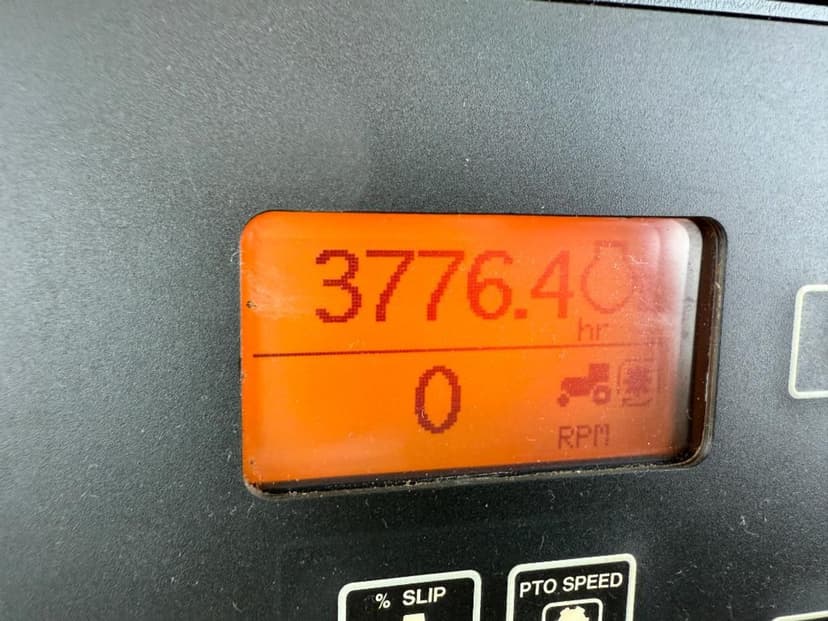 3776.4
hr
0
RPM
% SLIP
PTO SPEED